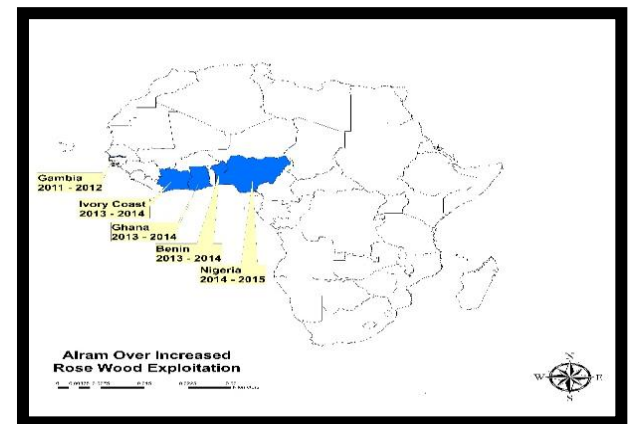 Gambia
2011 - 2012
Ivory Coast
2013 - 2014
Ghana
2013 - 2014
Benin
2013 - 2014
Nigeria
2014 - 2015
Alram Over Increased
Rose Wood Exploitation
0
N
W
E
S